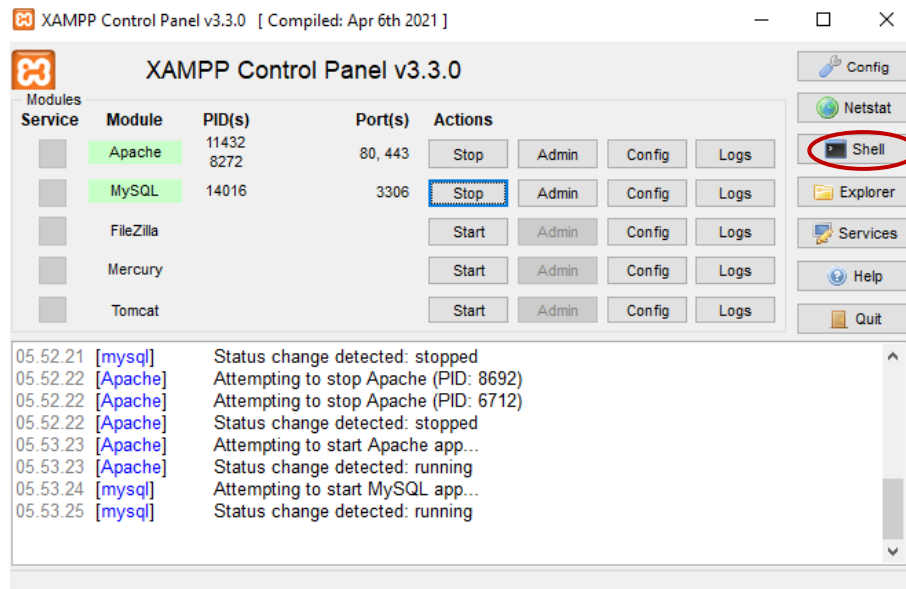 XAMPP Control Panel v3.3.0 [ Compiled: Apr 6th 2021 ]
XAMPP Control Panel v3.3.0
Config
Modules
Netstat
Service Module PID(s) Port(s) Actions
Apache 11432 8272 80, 443 Stop Admin Config Logs
Shell
MySQL 14016 3306 Stop Admin Config Logs
Explorer
FileZilla Start Admin Config Logs
Services
Mercury Start Admin Config Logs
Help
Tomcat Start Admin Config Logs
Quit
05.52.21 [mysql] Status change detected: stopped
05.52.22 [Apache] Attempting to stop Apache (PID: 8692)
05.52.22 [Apache] Attempting to stop Apache (PID: 6712)
05.52.22 [Apache] Status change detected: stopped
05.53.23 [Apache] Attempting to start Apache app...
05.53.23 [Apache] Status change detected: running
05.53.24 [mysql] Attempting to start MySQL app...
05.53.25 [mysql] Status change detected: running